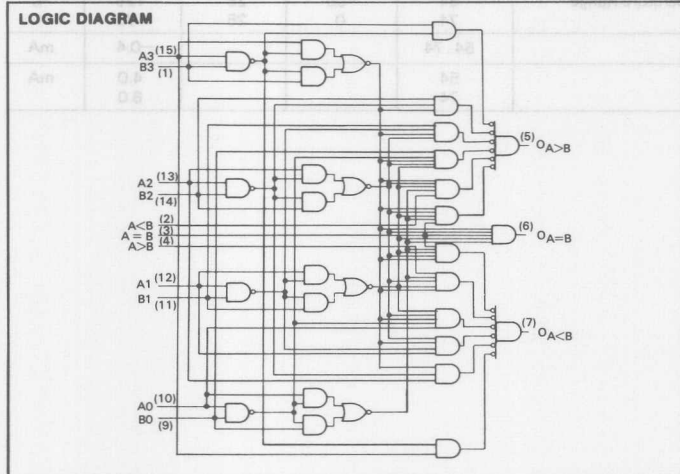 LOGIC DIAGRAM
A3 (15)
B3 (1)
(5) OA>B
A2 (13)
B2 (14)
A<B (2)
A = B (3)
A>B (4)
(6) OA=B
A1 (12)
B1 (11)
(7) OA<B
A0 (10)
B0 (9)